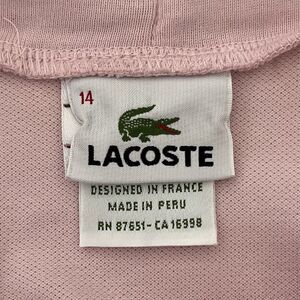 14
LACOSTE
DESIGNED IN FRANCE
MADE IN PERU
RN 87651-CA 16998